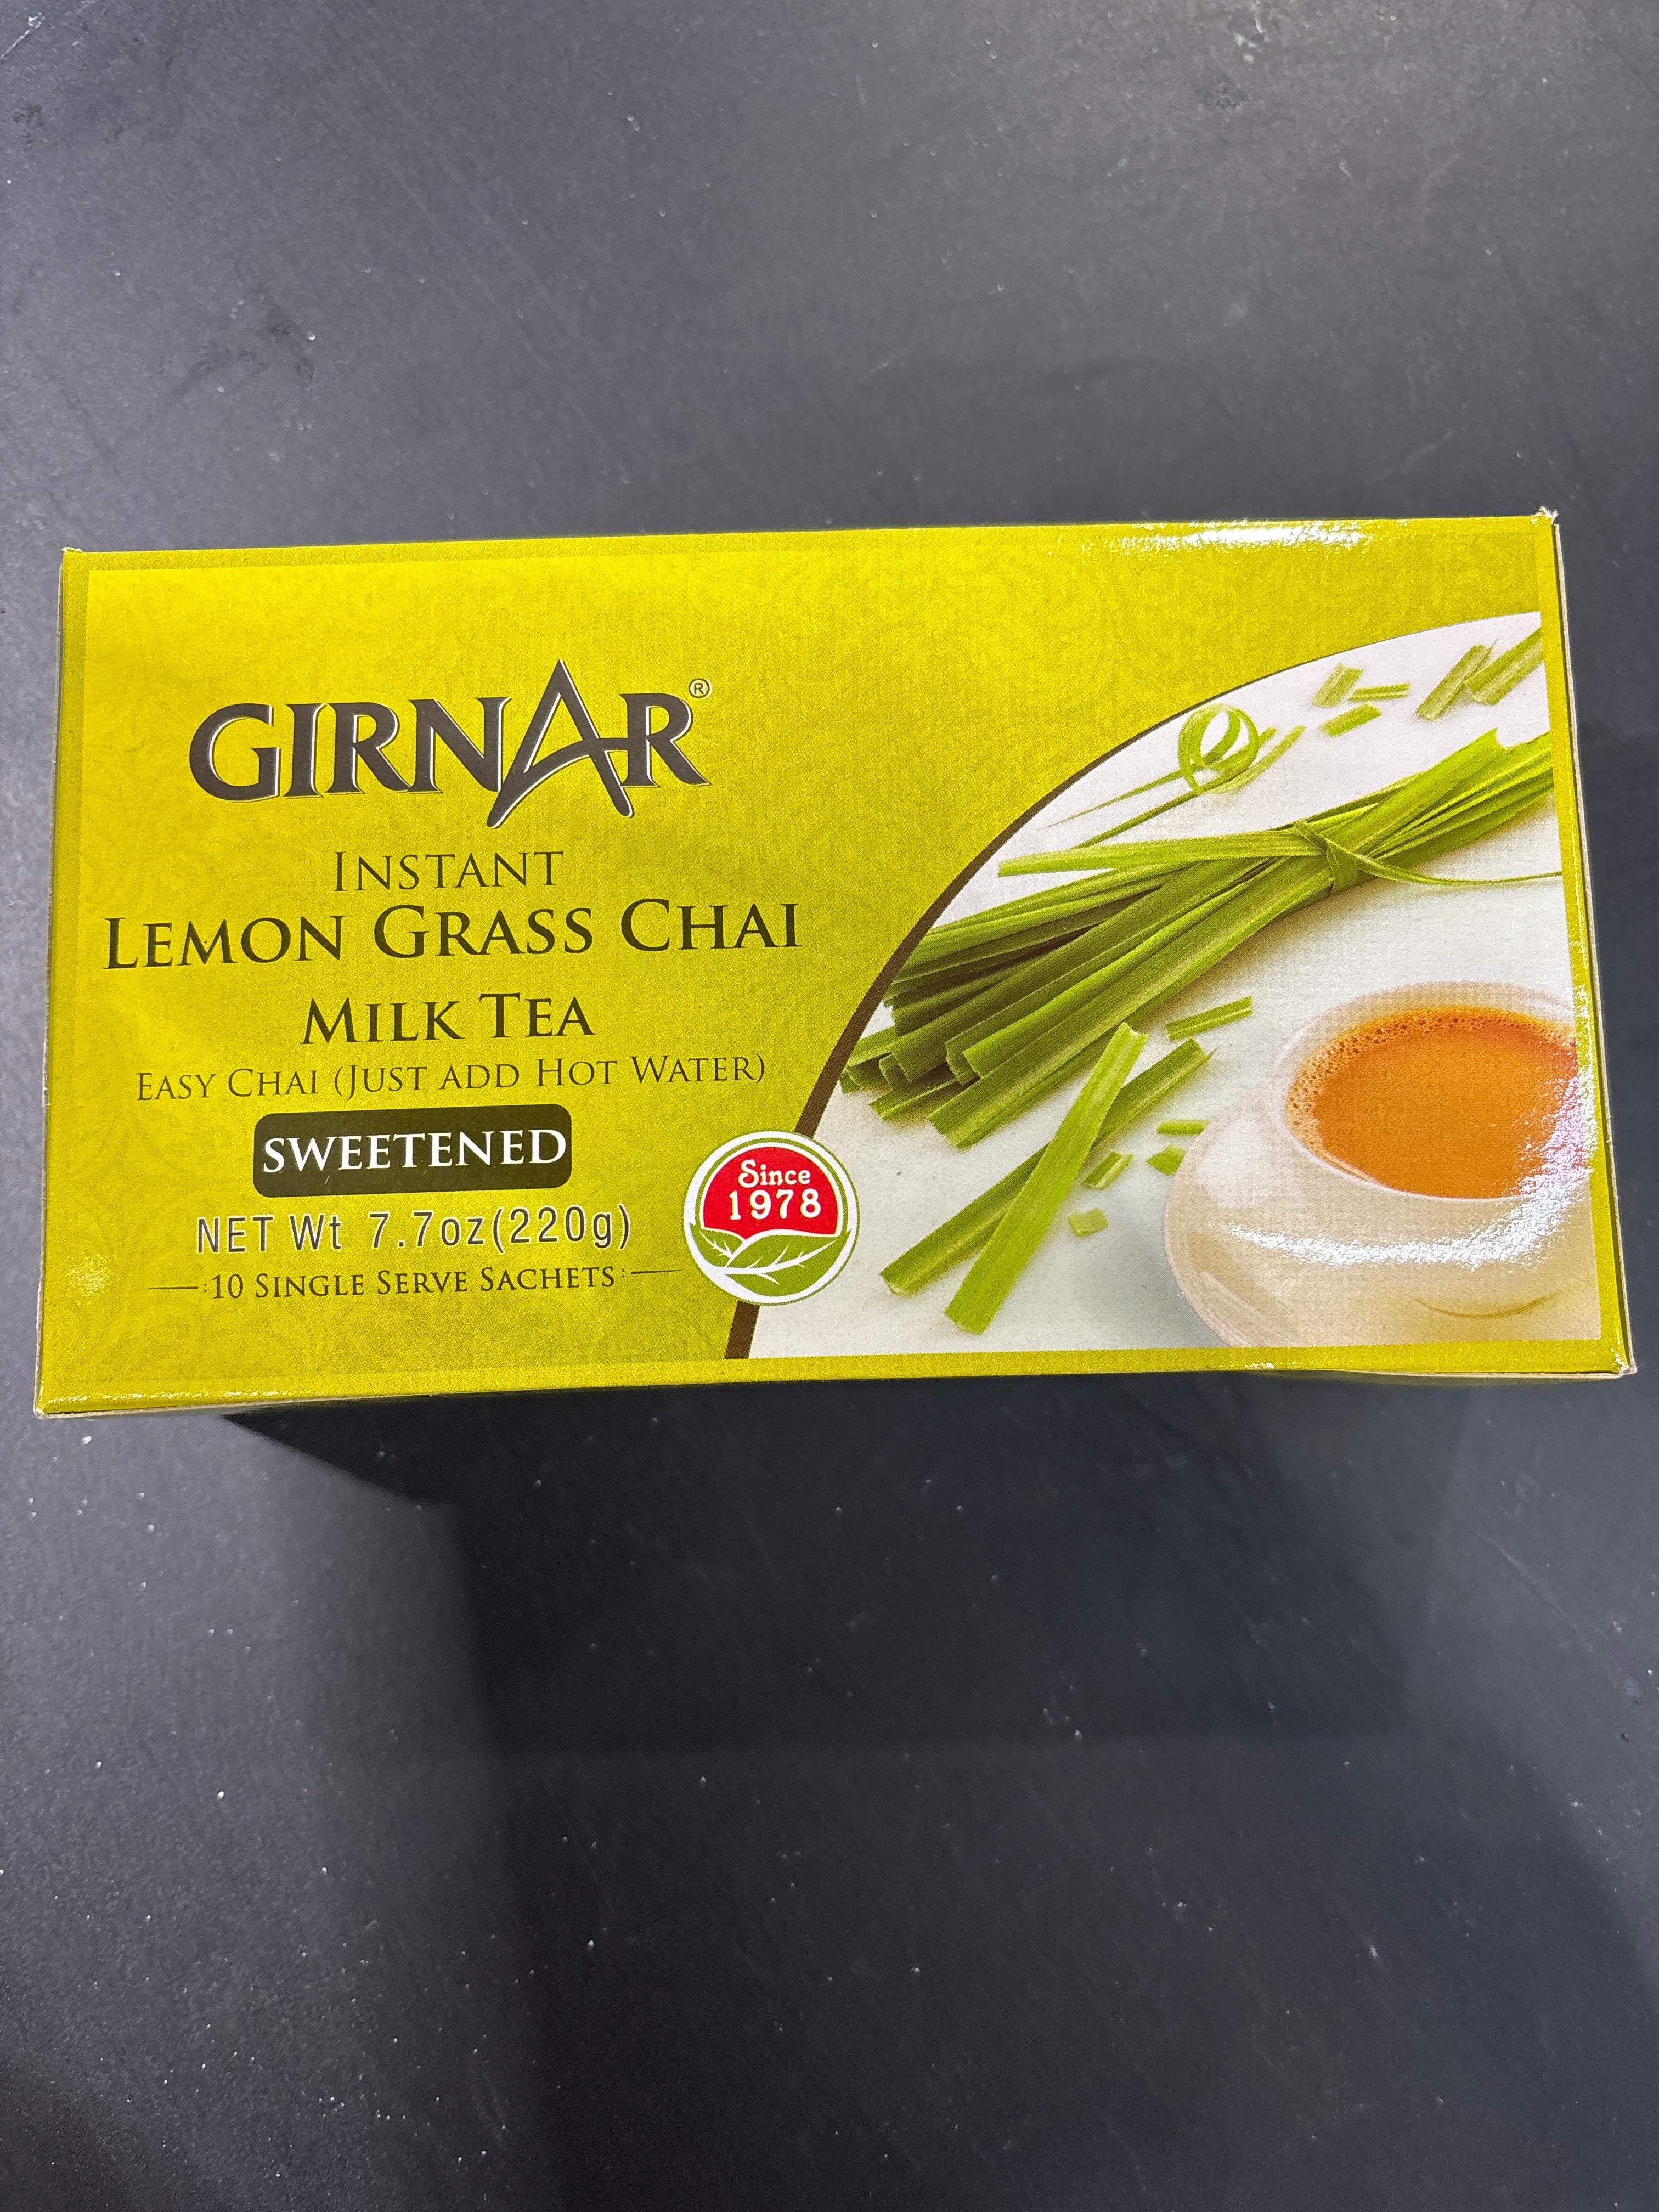 GIRNAR®
INSTANT
LEMON GRASS CHAI
MILK TEA
EASY CHAI (JUST ADD HOT WATER)
SWEETENED
NET Wt 7.7oz(220g)
10 SINGLE SERVE SACHETS
Since
1978